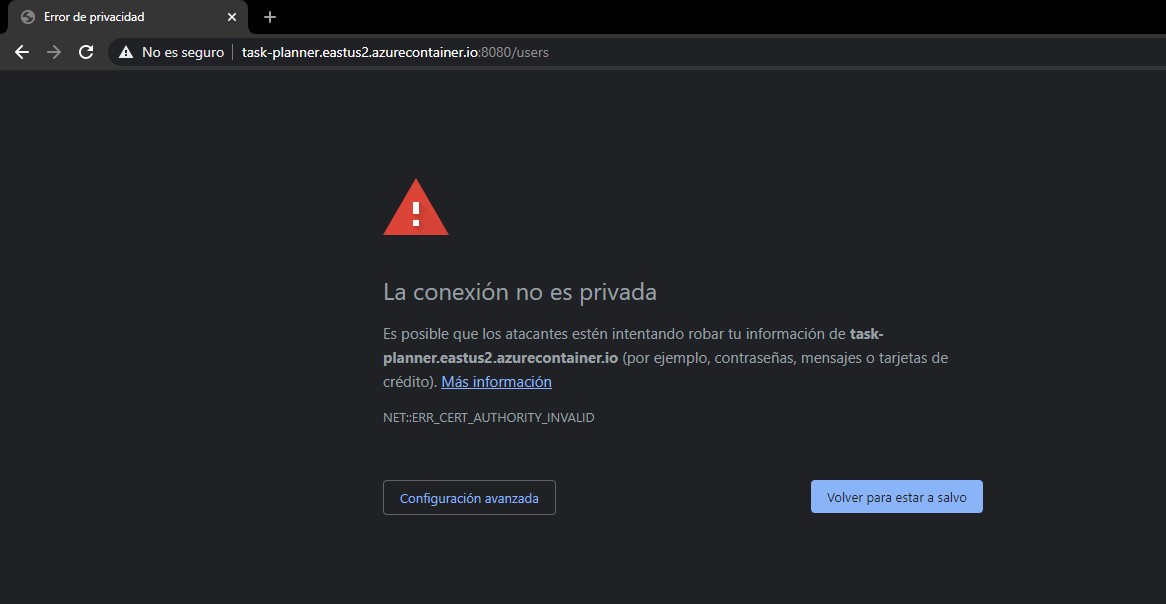 Error de privacidad
No es seguro task-planner.eastus2.azurecontainer.io:8080/users
La conexión no es privada
Es posible que los atacantes estén intentando robar tu información de task-
planner.eastus2.azurecontainer.io (por ejemplo, contraseñas, mensajes o tarjetas de
crédito). Más información
NET::ERR_CERT_AUTHORITY_INVALID
Configuración avanzada Volver para estar a salvo